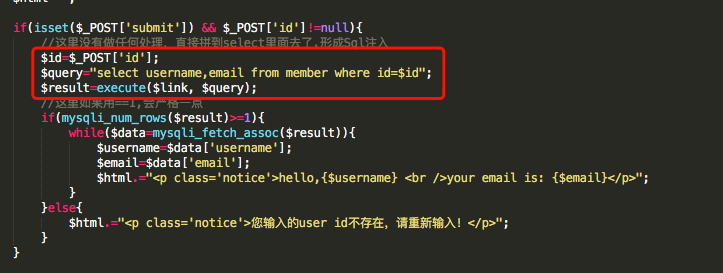 if(isset($_POST['submit']) && $_POST['id']!=null){
//这里没有做任何处理，直接拼到select里面去了,形成Sql注入
$id=$_POST['id'];
$query="select username,email from member where id=$id";
$result=execute($link, $query);
//这里如果用==1,会严格一点
if(mysqli_num_rows($result)>=1){
while($data=mysqli_fetch_assoc($result)){
$username=$data['username'];
$email=$data['email'];
$html.="<p class='notice'>hello,{$username} <br />your email is: {$email}</p>";
}
}else{
$html.="<p class='notice'>您输入的user id不存在，请重新输入！</p>";
}
}